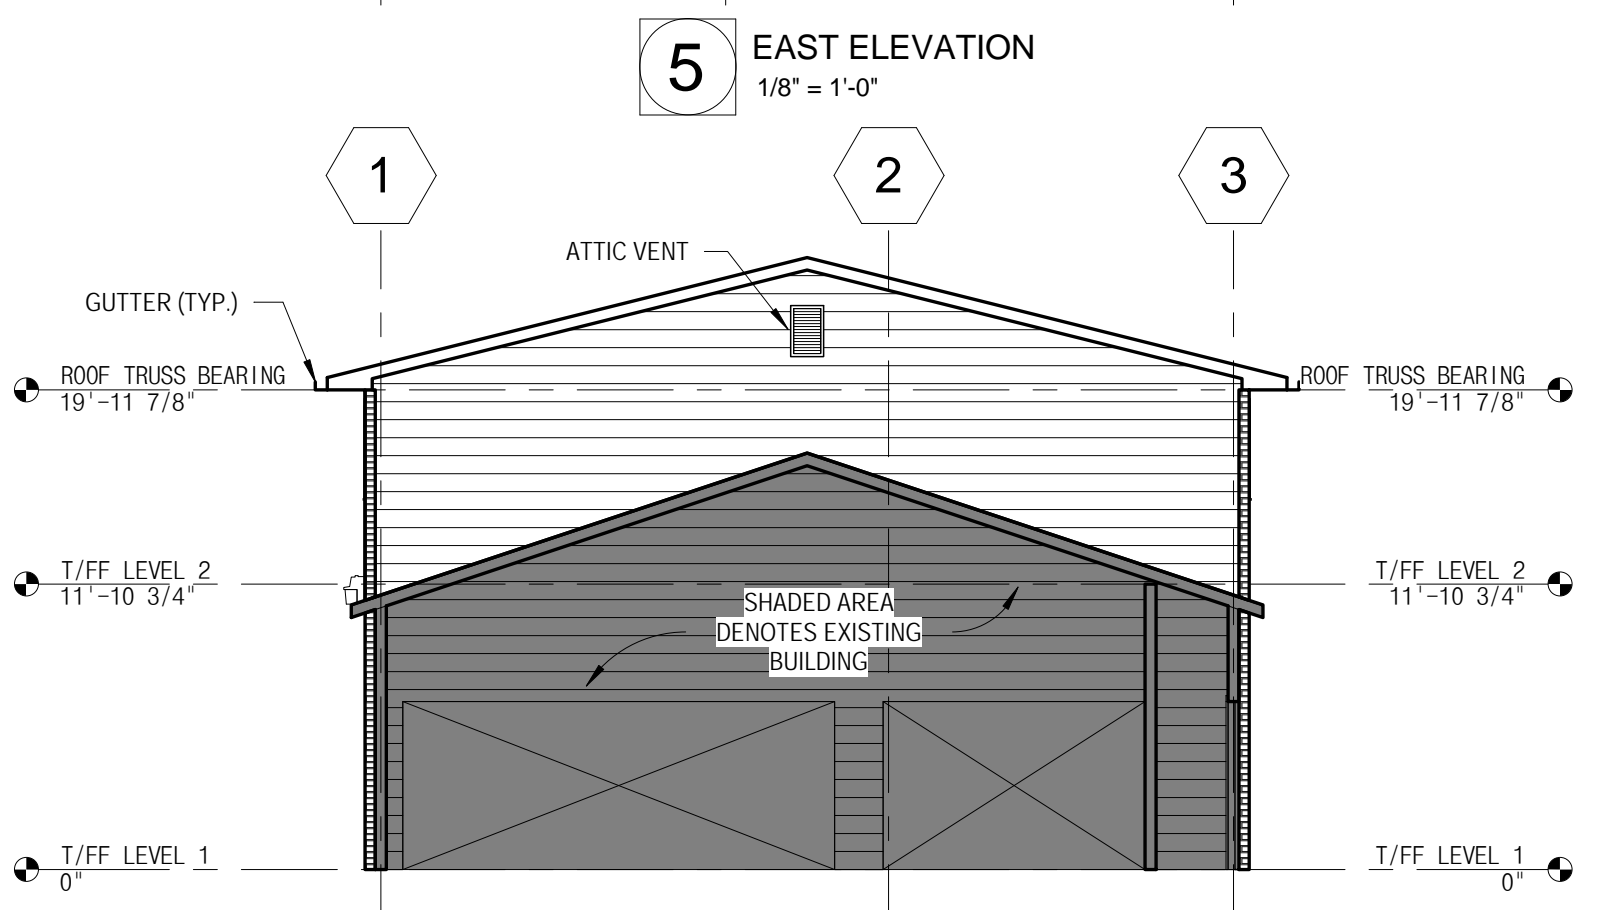 5
EAST ELEVATION
1/8" = 1'-0"
1
2
3
ATTIC VENT
GUTTER (TYP.)
ROOF TRUSS BEARING
19'-11 7/8"
ROOF TRUSS BEARING
19'-11 7/8"
T/FF LEVEL 2
11'-10 3/4"
T/FF LEVEL 2
11'-10 3/4"
SHADED AREA
DENOTES EXISTING
BUILDING
T/FF LEVEL 1
0"
T/FF LEVEL 1
0"